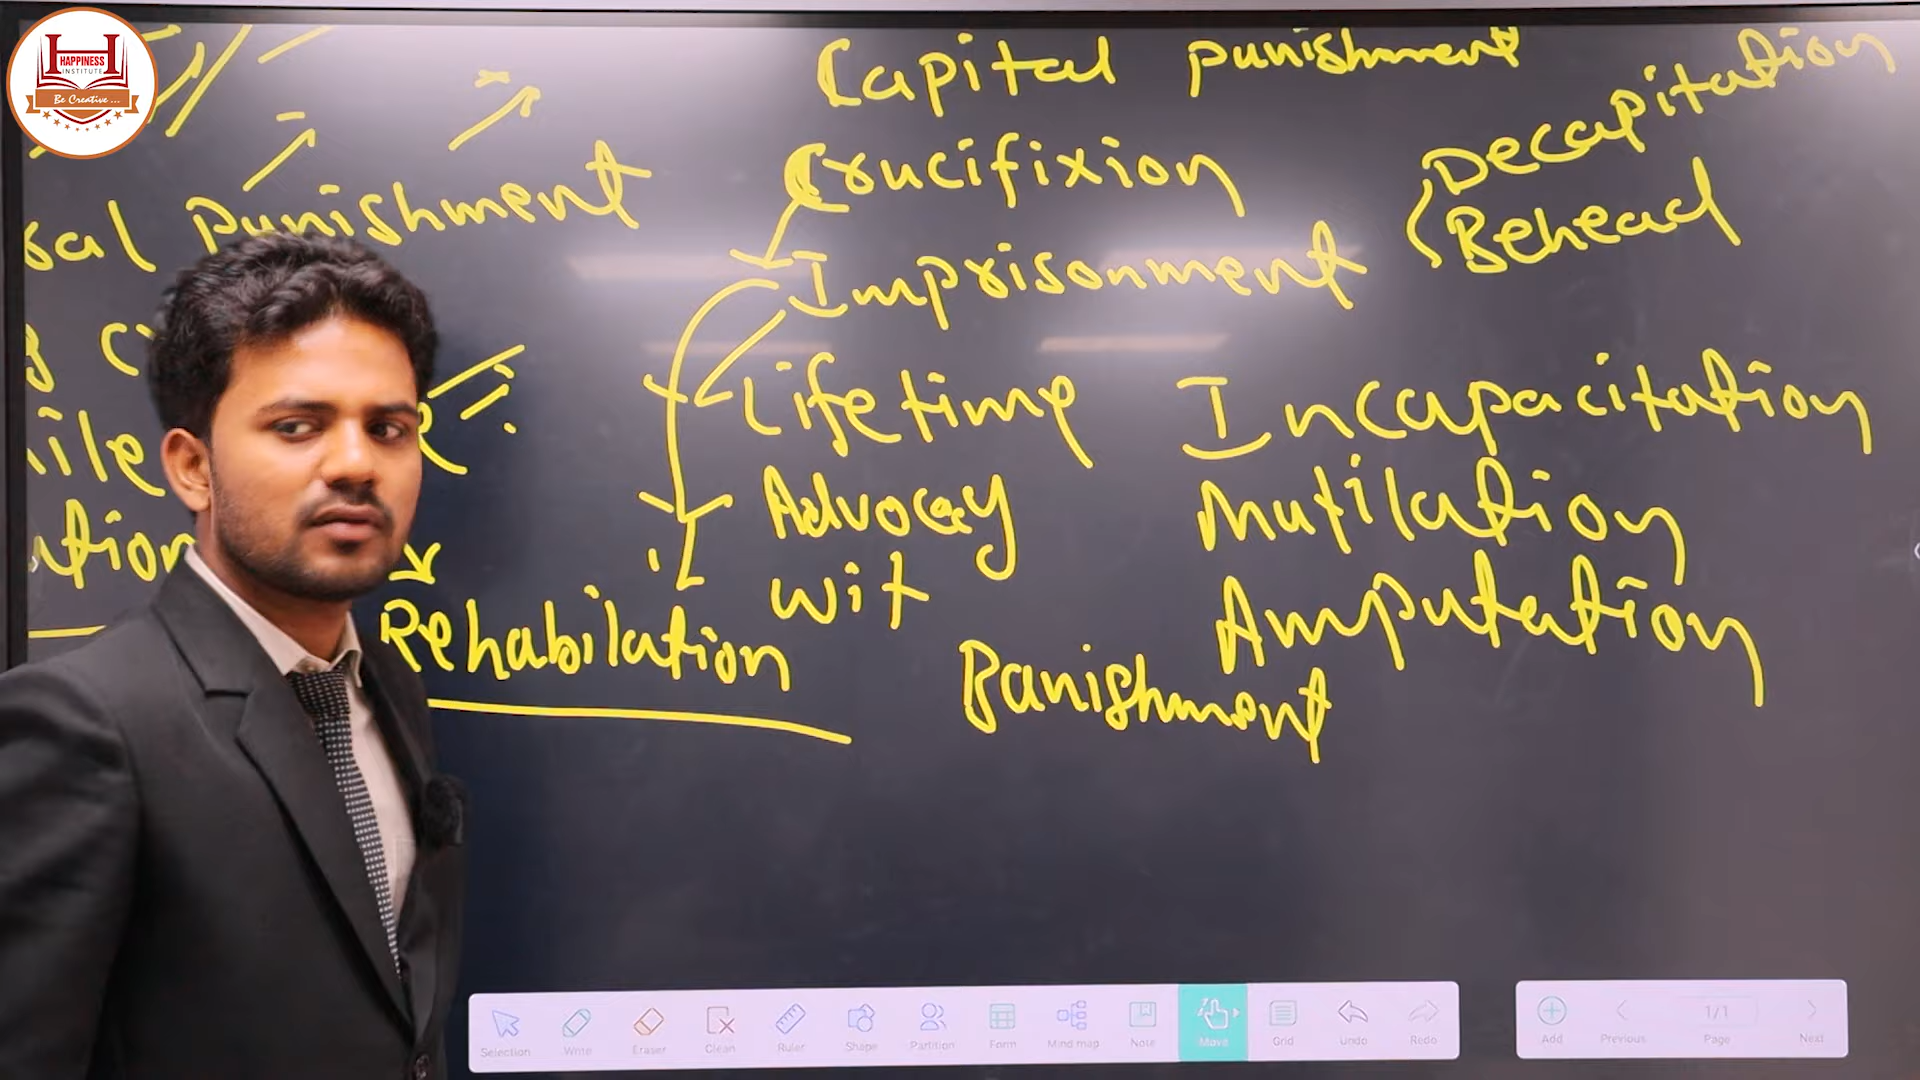 HAPPINESS
INSTITUTE
Be Creative ...
Capital punishment
Punishment
Crucifixion
Decapitation
Behead
Imprisonment
Lifetime
Incapacitation
Advocacy
Mutilation
Wit
Amputation
Rehabilation
Banishment
Selection Write Eraser Clean Ruler Shape Partition Form Mind map Note Move Grid Undo Redo
Add Previous 1/1 Page Next